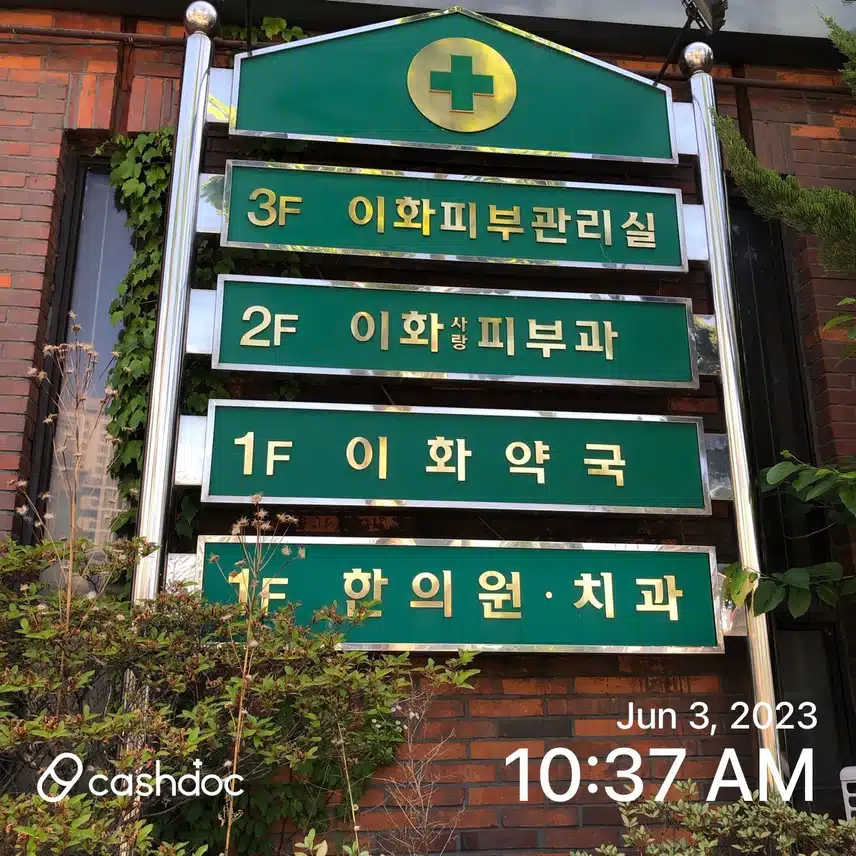 3F 이화피부관리실
2F 이화사랑피부과
1F 이화약국
1F 한의원·치과
Jun 3, 2023
cashdoc 10:37 AM